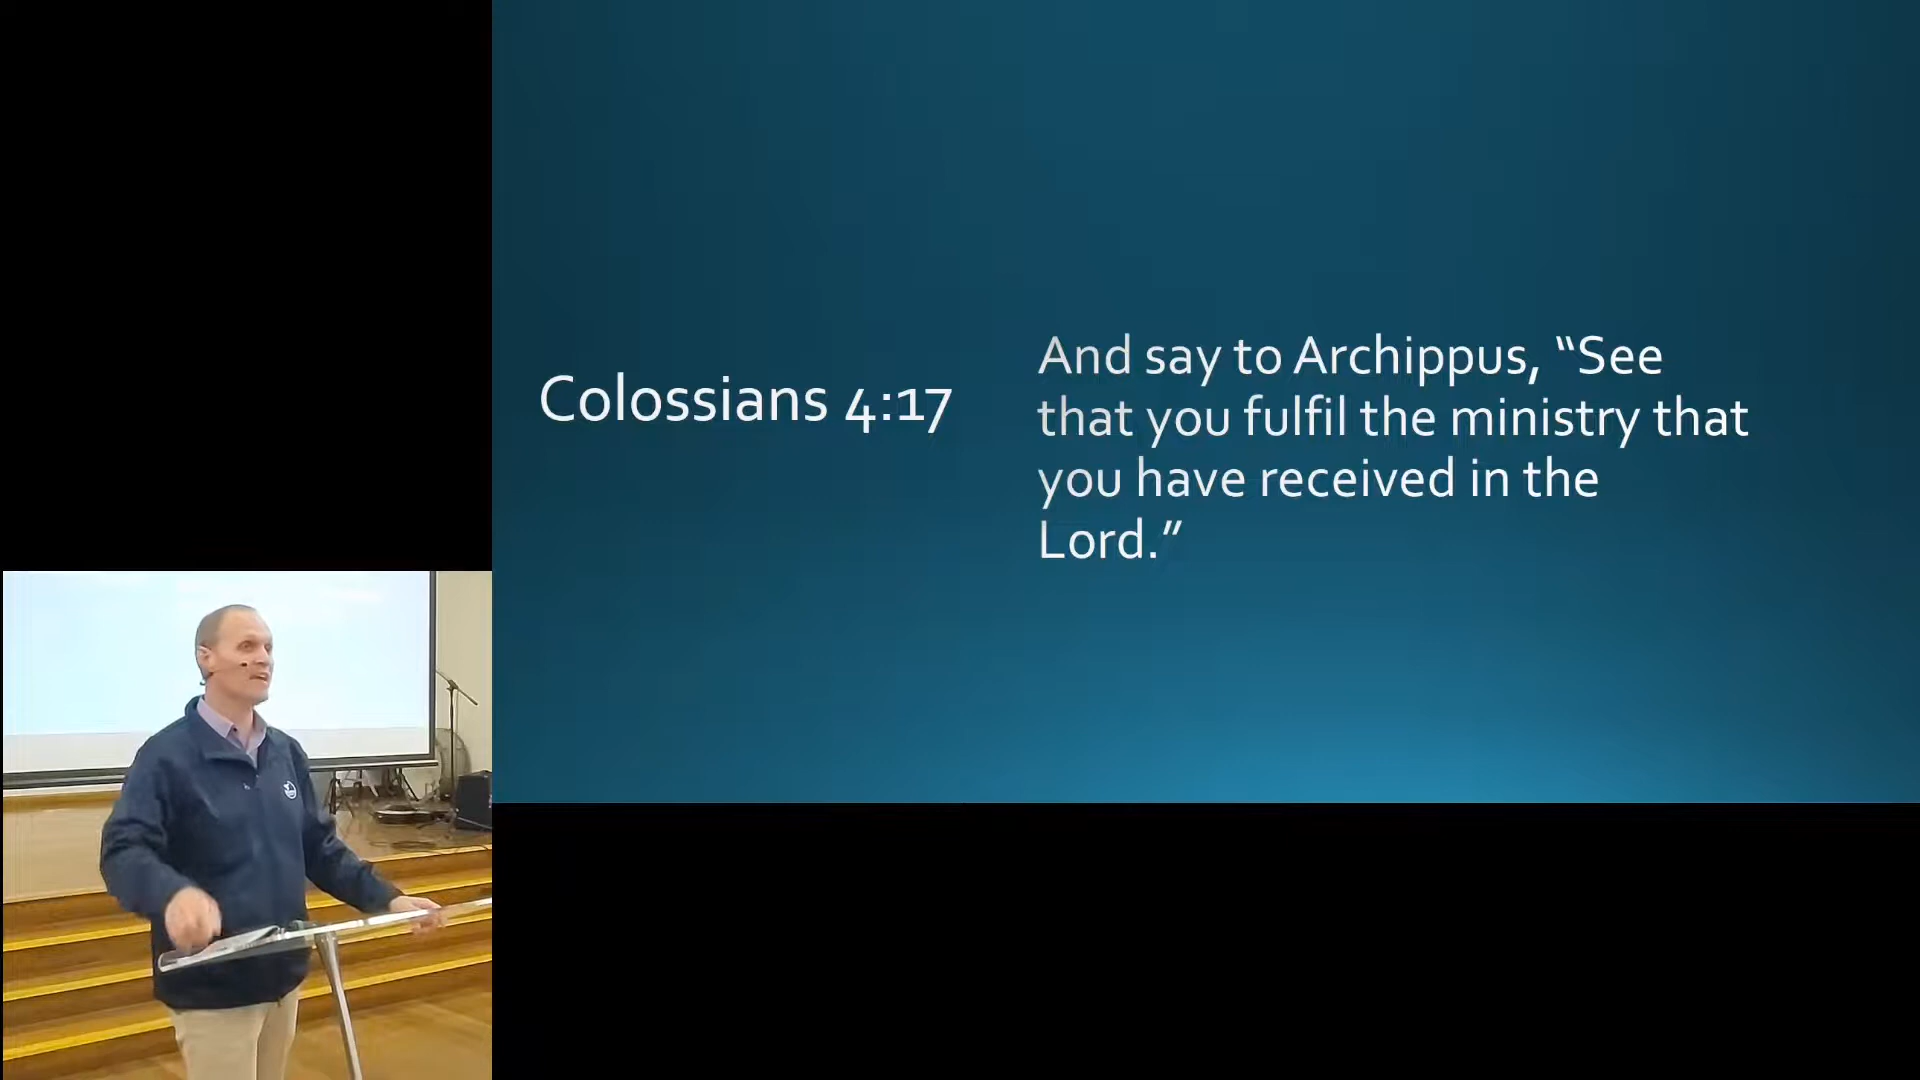 Colossians 4:17
And say to Archippus, “See
that you fulfil the ministry that
you have received in the
Lord.”